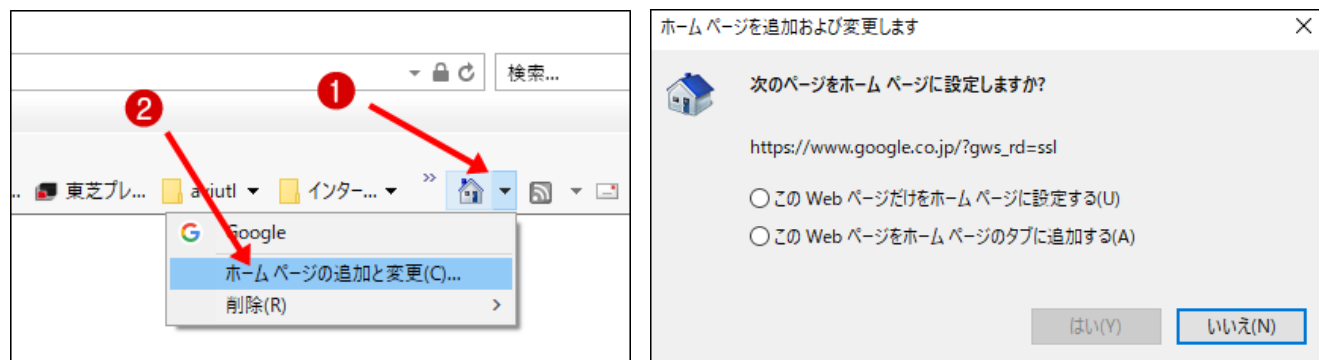 検索...
1
2
.. 東芝プレ... aviutl インター... »
Google
ホーム ページの追加と変更(C)...
削除(R)
ホーム ページを追加および変更します
次のページをホーム ページに設定しますか?
https://www.google.co.jp/?gws_rd=ssl
この Web ページだけをホーム ページに設定する(U)
この Web ページをホーム ページのタブに追加する(A)
はい(Y)
いいえ(N)